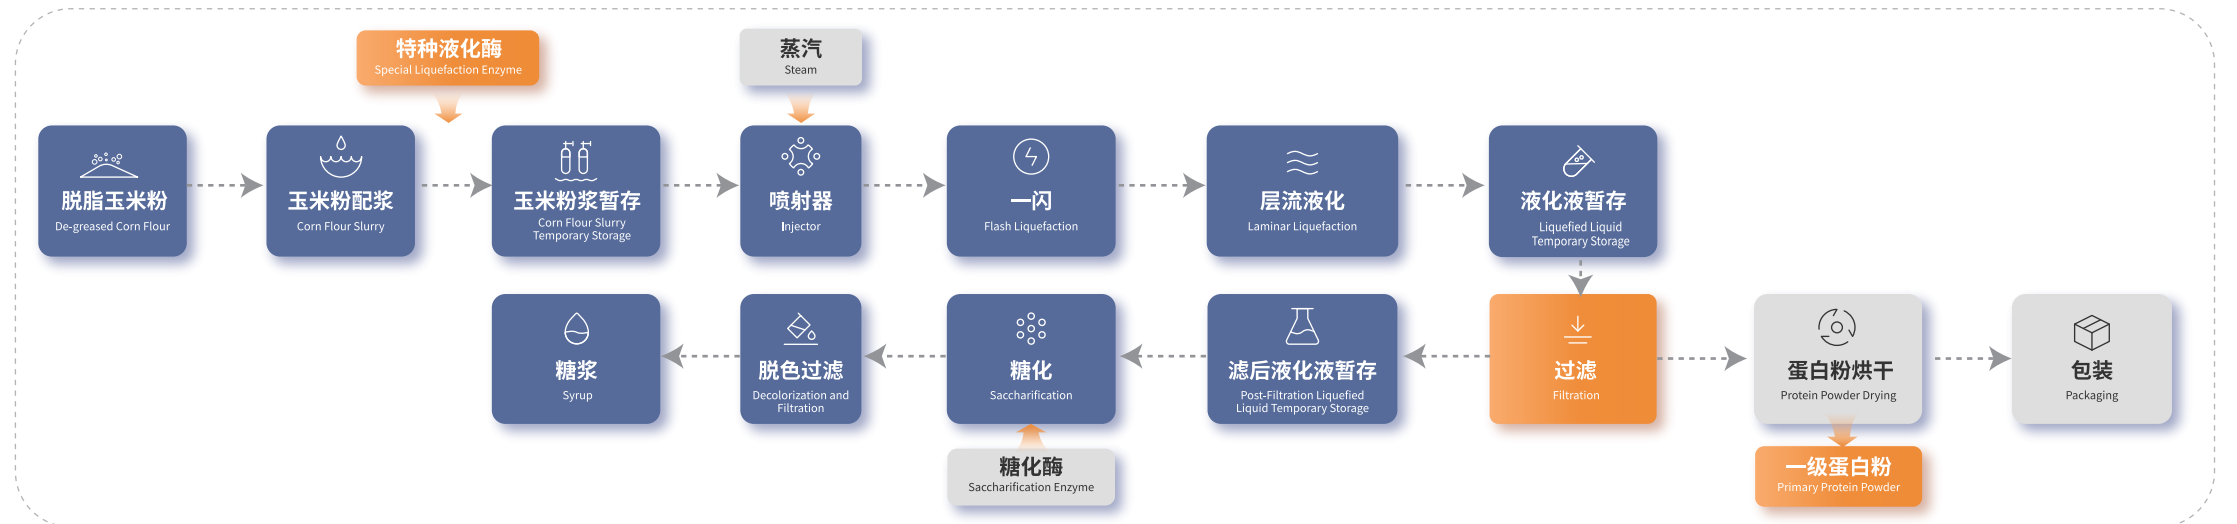 特种液化酶
Special Liquefaction Enzyme
蒸汽
Steam
脱脂玉米粉
De-greased Corn Flour
玉米粉配浆
Corn Flour Slurry
玉米粉浆暂存
Corn Flour Slurry
Temporary Storage
喷射器
Injector
一闪
Flash Liquefaction
层流液化
Laminar Liquefaction
液化液暂存
Liquefied Liquid
Temporary Storage
糖浆
Syrup
脱色过滤
Decolorization and
Filtration
糖化
Saccharification
滤后液化液暂存
Post-Filtration Liquefied
Liquid Temporary Storage
过滤
Filtration
蛋白粉烘干
Protein Powder Drying
包装
Packaging
糖化酶
Saccharification Enzyme
一级蛋白粉
Primary Protein Powder